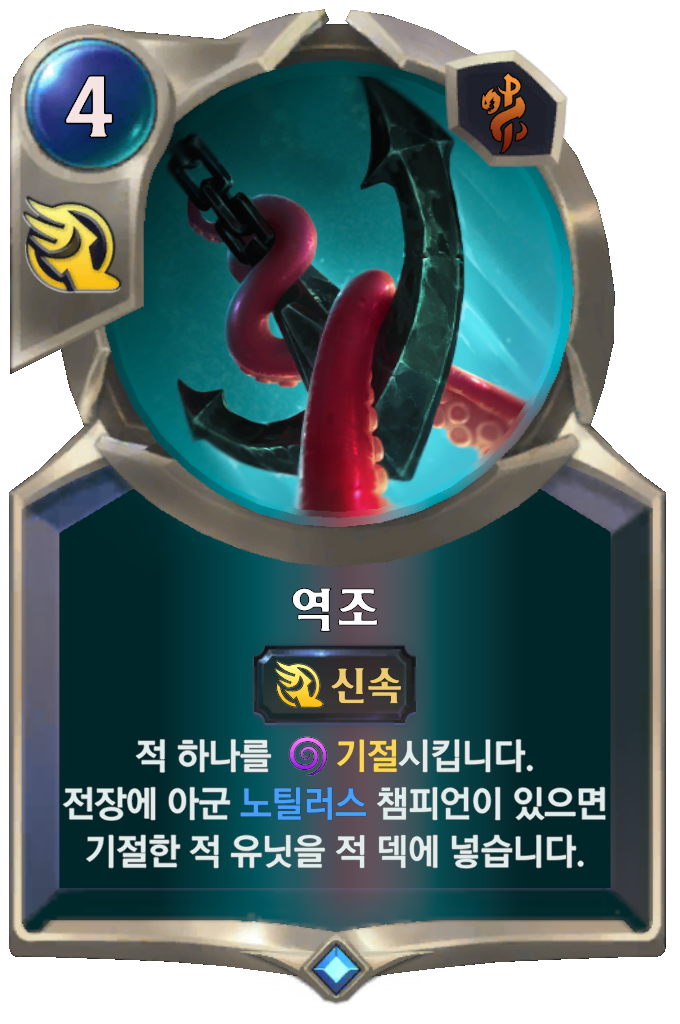 4
역조
신속
적 하나를 기절시킵니다.
전장에 아군 노틸러스 챔피언이 있으면
기절한 적 유닛을 적 덱에 넣습니다.